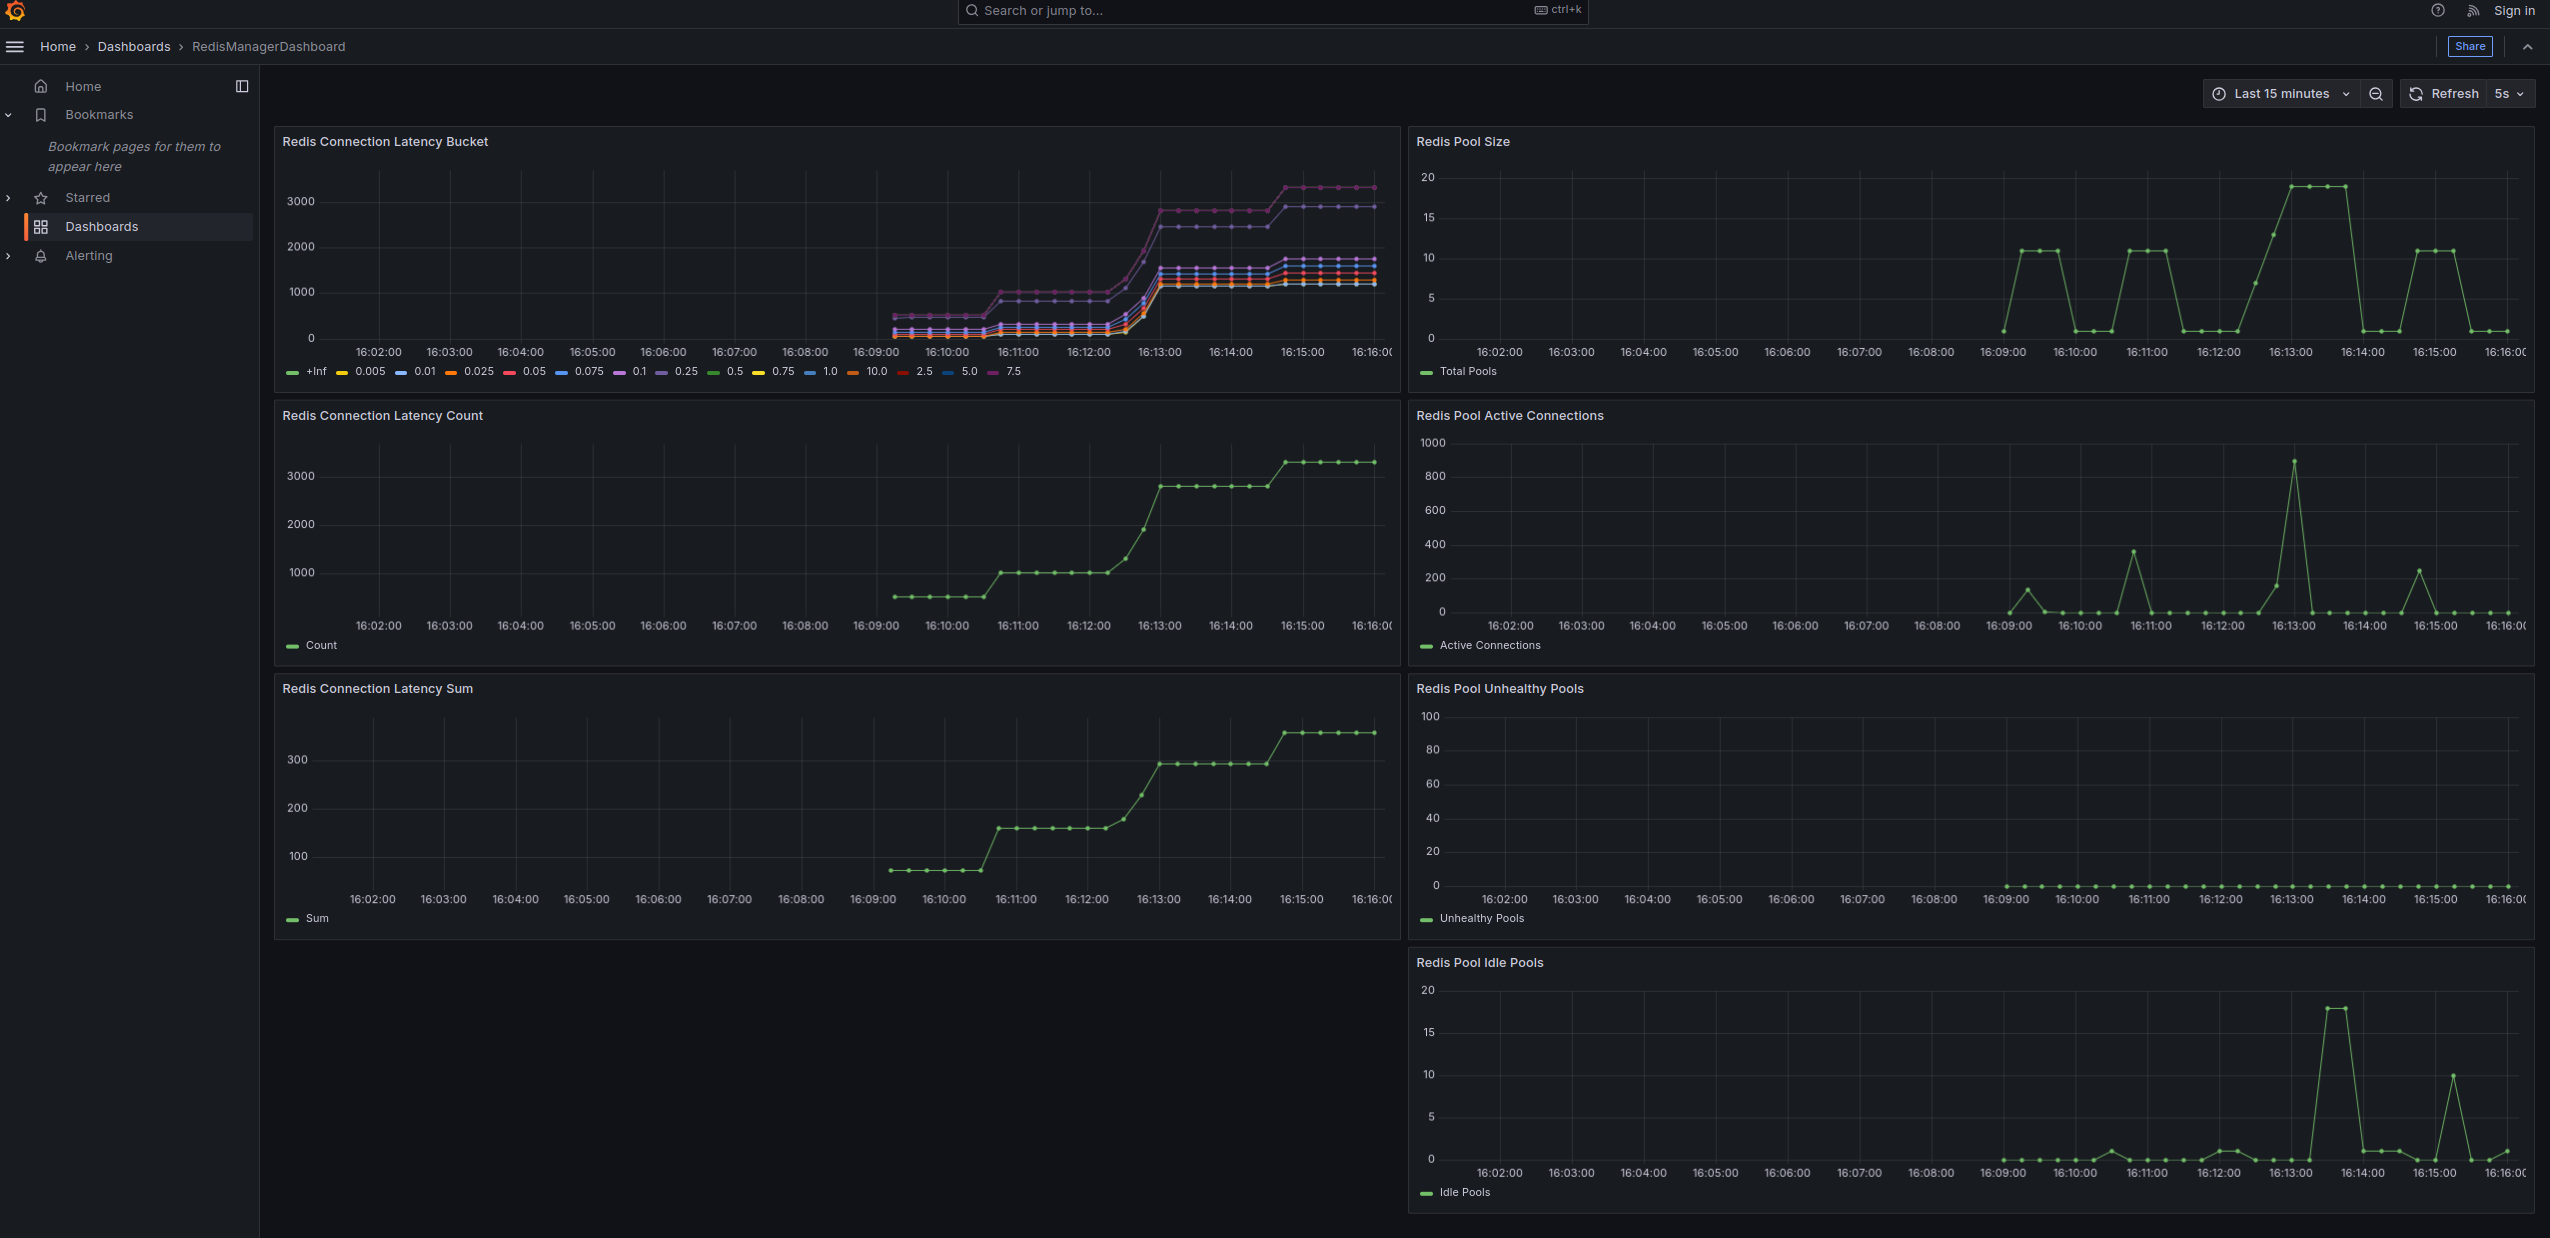 Search or jump to...
ctrl+k
Sign in
Home › Dashboards › RedisManagerDashboard
Share
Home
Bookmarks
Bookmark pages for them to
appear here
Starred
Dashboards
Alerting
Last 15 minutes
Refresh
5s
Redis Connection Latency Bucket
3000
2000
1000
0
16:02:00 16:03:00 16:04:00 16:05:00 16:06:00 16:07:00 16:08:00 16:09:00 16:10:00 16:11:00 16:12:00 16:13:00 16:14:00 16:15:00 16:16:00
+Inf 0.005 0.01 0.025 0.05 0.075 0.1 0.25 0.5 0.75 1.0 10.0 2.5 5.0 7.5
Redis Pool Size
20
15
10
5
0
16:02:00 16:03:00 16:04:00 16:05:00 16:06:00 16:07:00 16:08:00 16:09:00 16:10:00 16:11:00 16:12:00 16:13:00 16:14:00 16:15:00 16:16:00
Total Pools
Redis Connection Latency Count
3000
2000
1000
16:02:00 16:03:00 16:04:00 16:05:00 16:06:00 16:07:00 16:08:00 16:09:00 16:10:00 16:11:00 16:12:00 16:13:00 16:14:00 16:15:00 16:16:00
Count
Redis Pool Active Connections
1000
800
600
400
200
0
16:02:00 16:03:00 16:04:00 16:05:00 16:06:00 16:07:00 16:08:00 16:09:00 16:10:00 16:11:00 16:12:00 16:13:00 16:14:00 16:15:00 16:16:00
Active Connections
Redis Connection Latency Sum
300
200
100
16:02:00 16:03:00 16:04:00 16:05:00 16:06:00 16:07:00 16:08:00 16:09:00 16:10:00 16:11:00 16:12:00 16:13:00 16:14:00 16:15:00 16:16:00
Sum
Redis Pool Unhealthy Pools
100
80
60
40
20
0
16:02:00 16:03:00 16:04:00 16:05:00 16:06:00 16:07:00 16:08:00 16:09:00 16:10:00 16:11:00 16:12:00 16:13:00 16:14:00 16:15:00 16:16:00
Unhealthy Pools
Redis Pool Idle Pools
20
15
10
5
0
16:02:00 16:03:00 16:04:00 16:05:00 16:06:00 16:07:00 16:08:00 16:09:00 16:10:00 16:11:00 16:12:00 16:13:00 16:14:00 16:15:00 16:16:00
Idle Pools